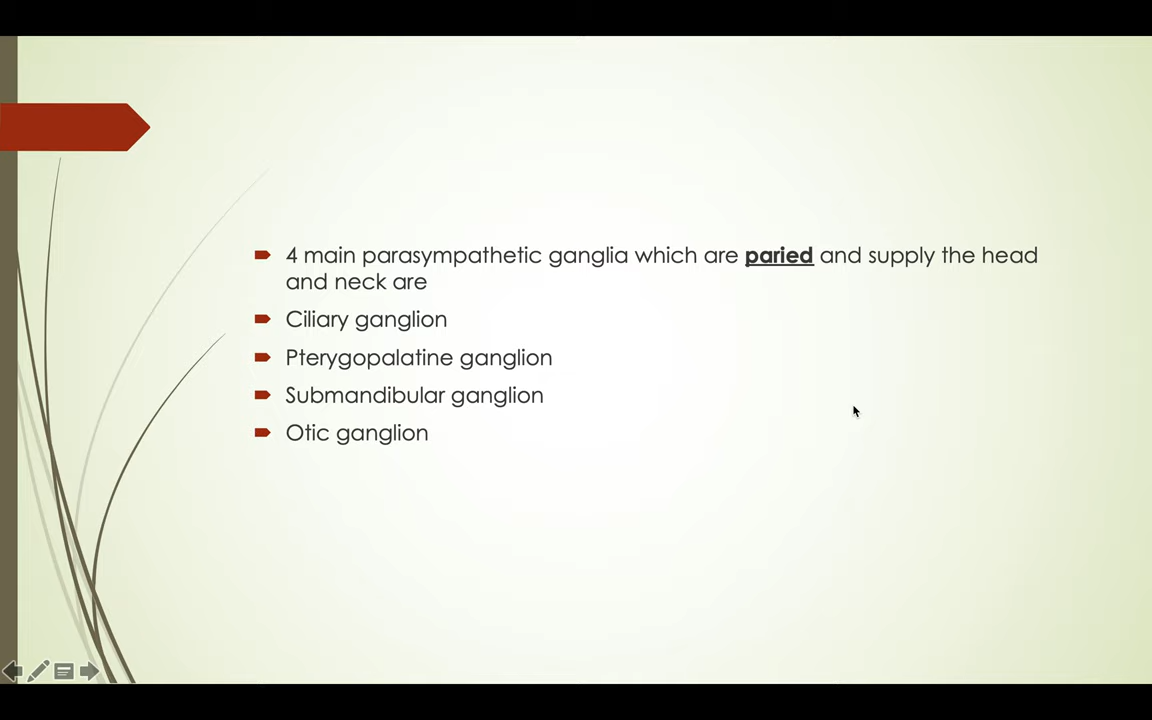 4 main parasympathetic ganglia which are paried and supply the head
and neck are
Ciliary ganglion
Pterygopalatine ganglion
Submandibular ganglion
Otic ganglion